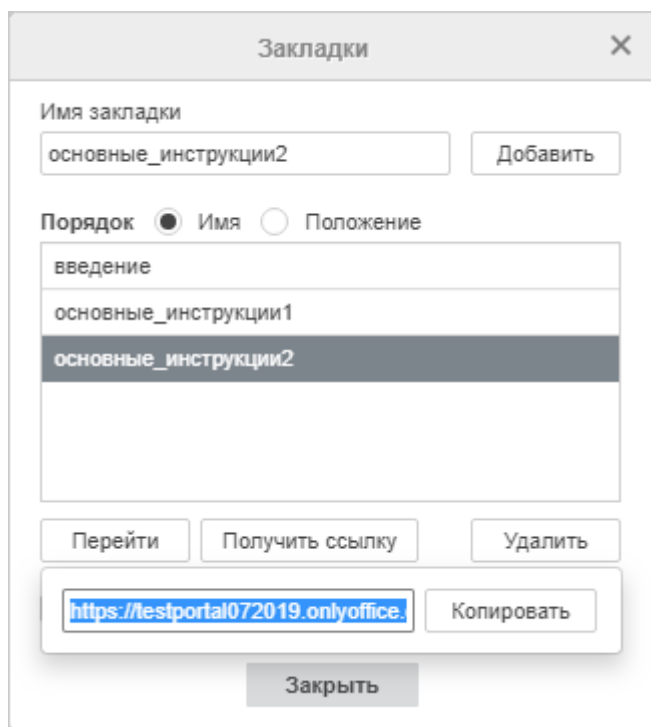 Закладки
Имя закладки
основные_инструкции2
Добавить
Порядок Имя Положение
введение
основные_инструкции1
основные_инструкции2
Перейти Получить ссылку Удалить
https://testportal072019.onlyoffice. Копировать
Закрыть